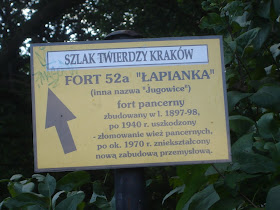 SZLAK TWIERDZY KRAKÓW
FORT 52a "ŁAPIANKA"
(inna nazwa "Jugowice")
fort pancerny
zbudowany w l. 1897-98,
po 1940 r. uszkodzony
- złomowanie wież pancernych,
po ok. 1970 r. zniekształcony
nową zabudową przemysłową.